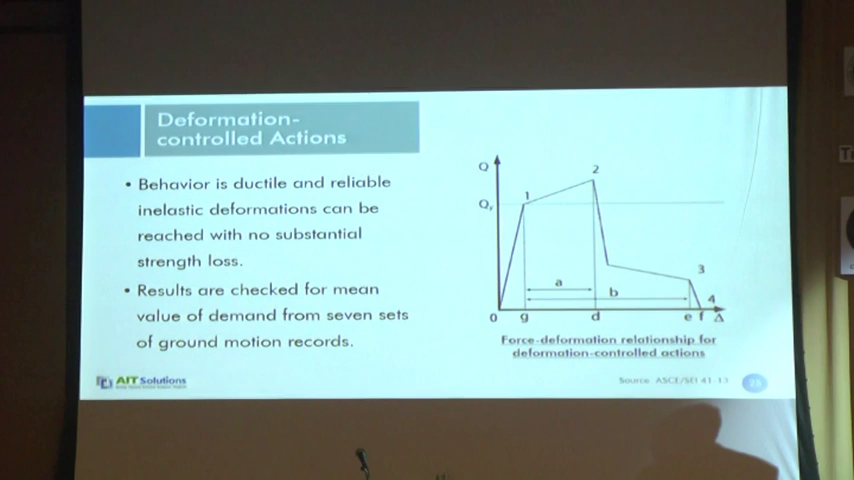 Deformation-
controlled Actions
• Behavior is ductile and reliable
inelastic deformations can be
reached with no substantial
strength loss.
• Results are checked for mean
value of demand from seven sets
of ground motion records.
Q
2
1
Qy
3
a
b
4
0 g d e f Δ
Force-deformation relationship for
deformation-controlled actions
AIT Solutions
Source: ASCE/SEI 41-13